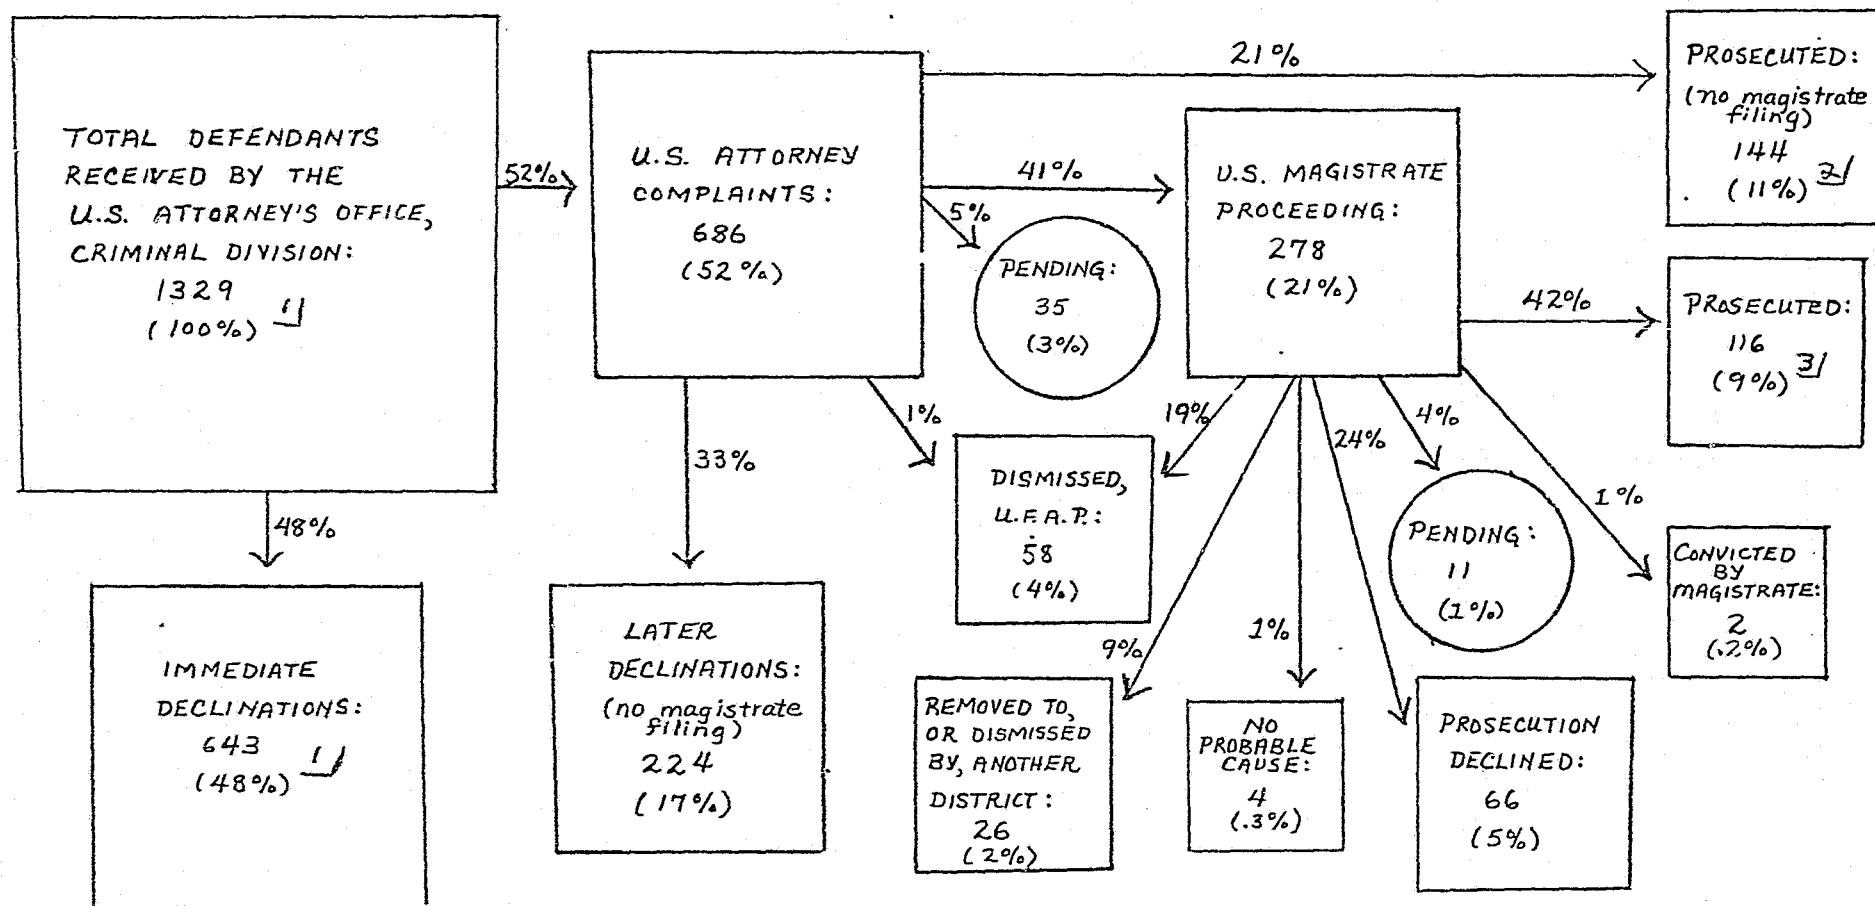 TOTAL DEFENDANTS
RECEIVED BY THE
U.S. ATTORNEY'S OFFICE,
CRIMINAL DIVISION:
1329
(100%) 1/
52%
48%
IMMEDIATE
DECLINATIONS:
643
(48%) 1/
U.S. ATTORNEY
COMPLAINTS:
686
(52%)
21%
41%
5%
PENDING:
35
(3%)
1%
33%
LATER
DECLINATIONS:
(no magistrate
filing)
224
(17%)
U.S. MAGISTRATE
PROCEEDING:
278
(21%)
42%
19%
9%
1%
24%
4%
1%
DISMISSED,
U.F.A.P.:
58
(4%)
REMOVED TO,
OR DISMISSED
BY, ANOTHER
DISTRICT:
26
(2%)
NO
PROBABLE
CAUSE:
4
(.3%)
PROSECUTION
DECLINED:
66
(5%)
PENDING:
11
(1%)
CONVICTED
BY
MAGISTRATE:
2
(.2%)
PROSECUTED:
(no magistrate
filing)
144
(11%) 2/
PROSECUTED:
116
(9%) 3/